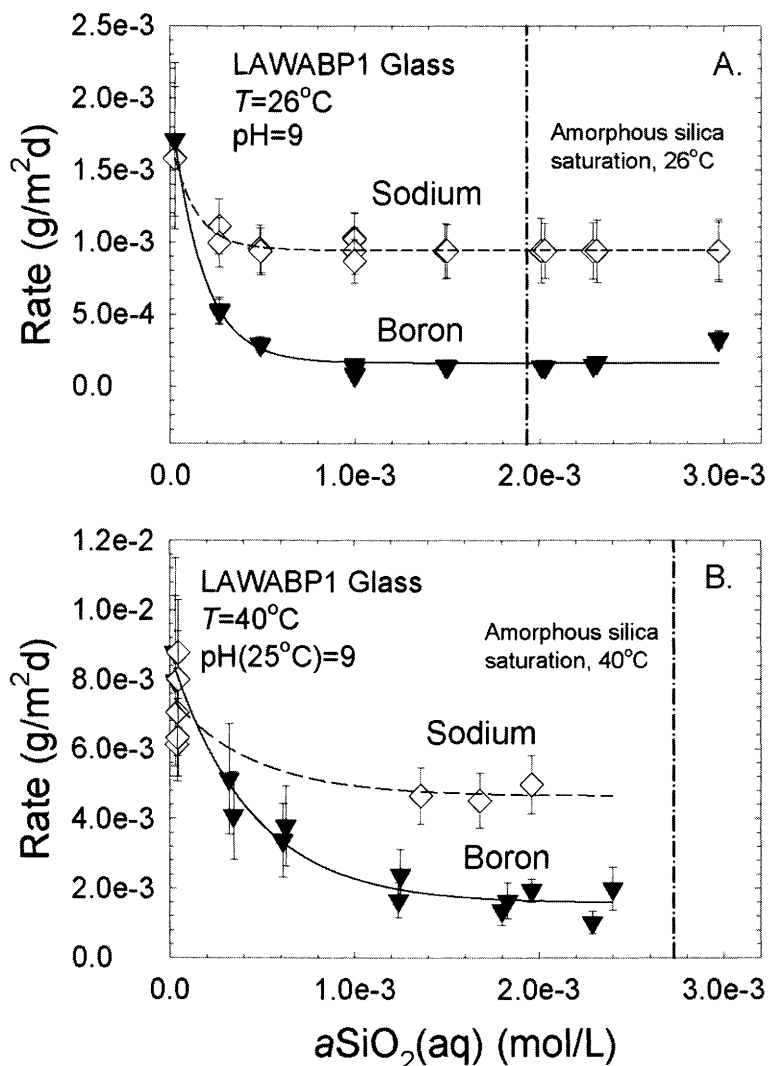 2.5e-3
LAWABP1 Glass
A.
2.0e-3
T=26°C
pH=9
Amorphous silica
saturation, 26°C
1.5e-3
Sodium
Rate (g/m²d)
1.0e-3
5.0e-4
Boron
0.0
0.0 1.0e-3 2.0e-3 3.0e-3
1.2e-2
LAWABP1 Glass
B.
1.0e-2
T=40°C
Amorphous silica
saturation, 40°C
pH(25°C)=9
8.0e-3
Sodium
6.0e-3
Rate (g/m²d)
4.0e-3
Boron
2.0e-3
0.0
0.0 1.0e-3 2.0e-3 3.0e-3
aSiO₂(aq) (mol/L)